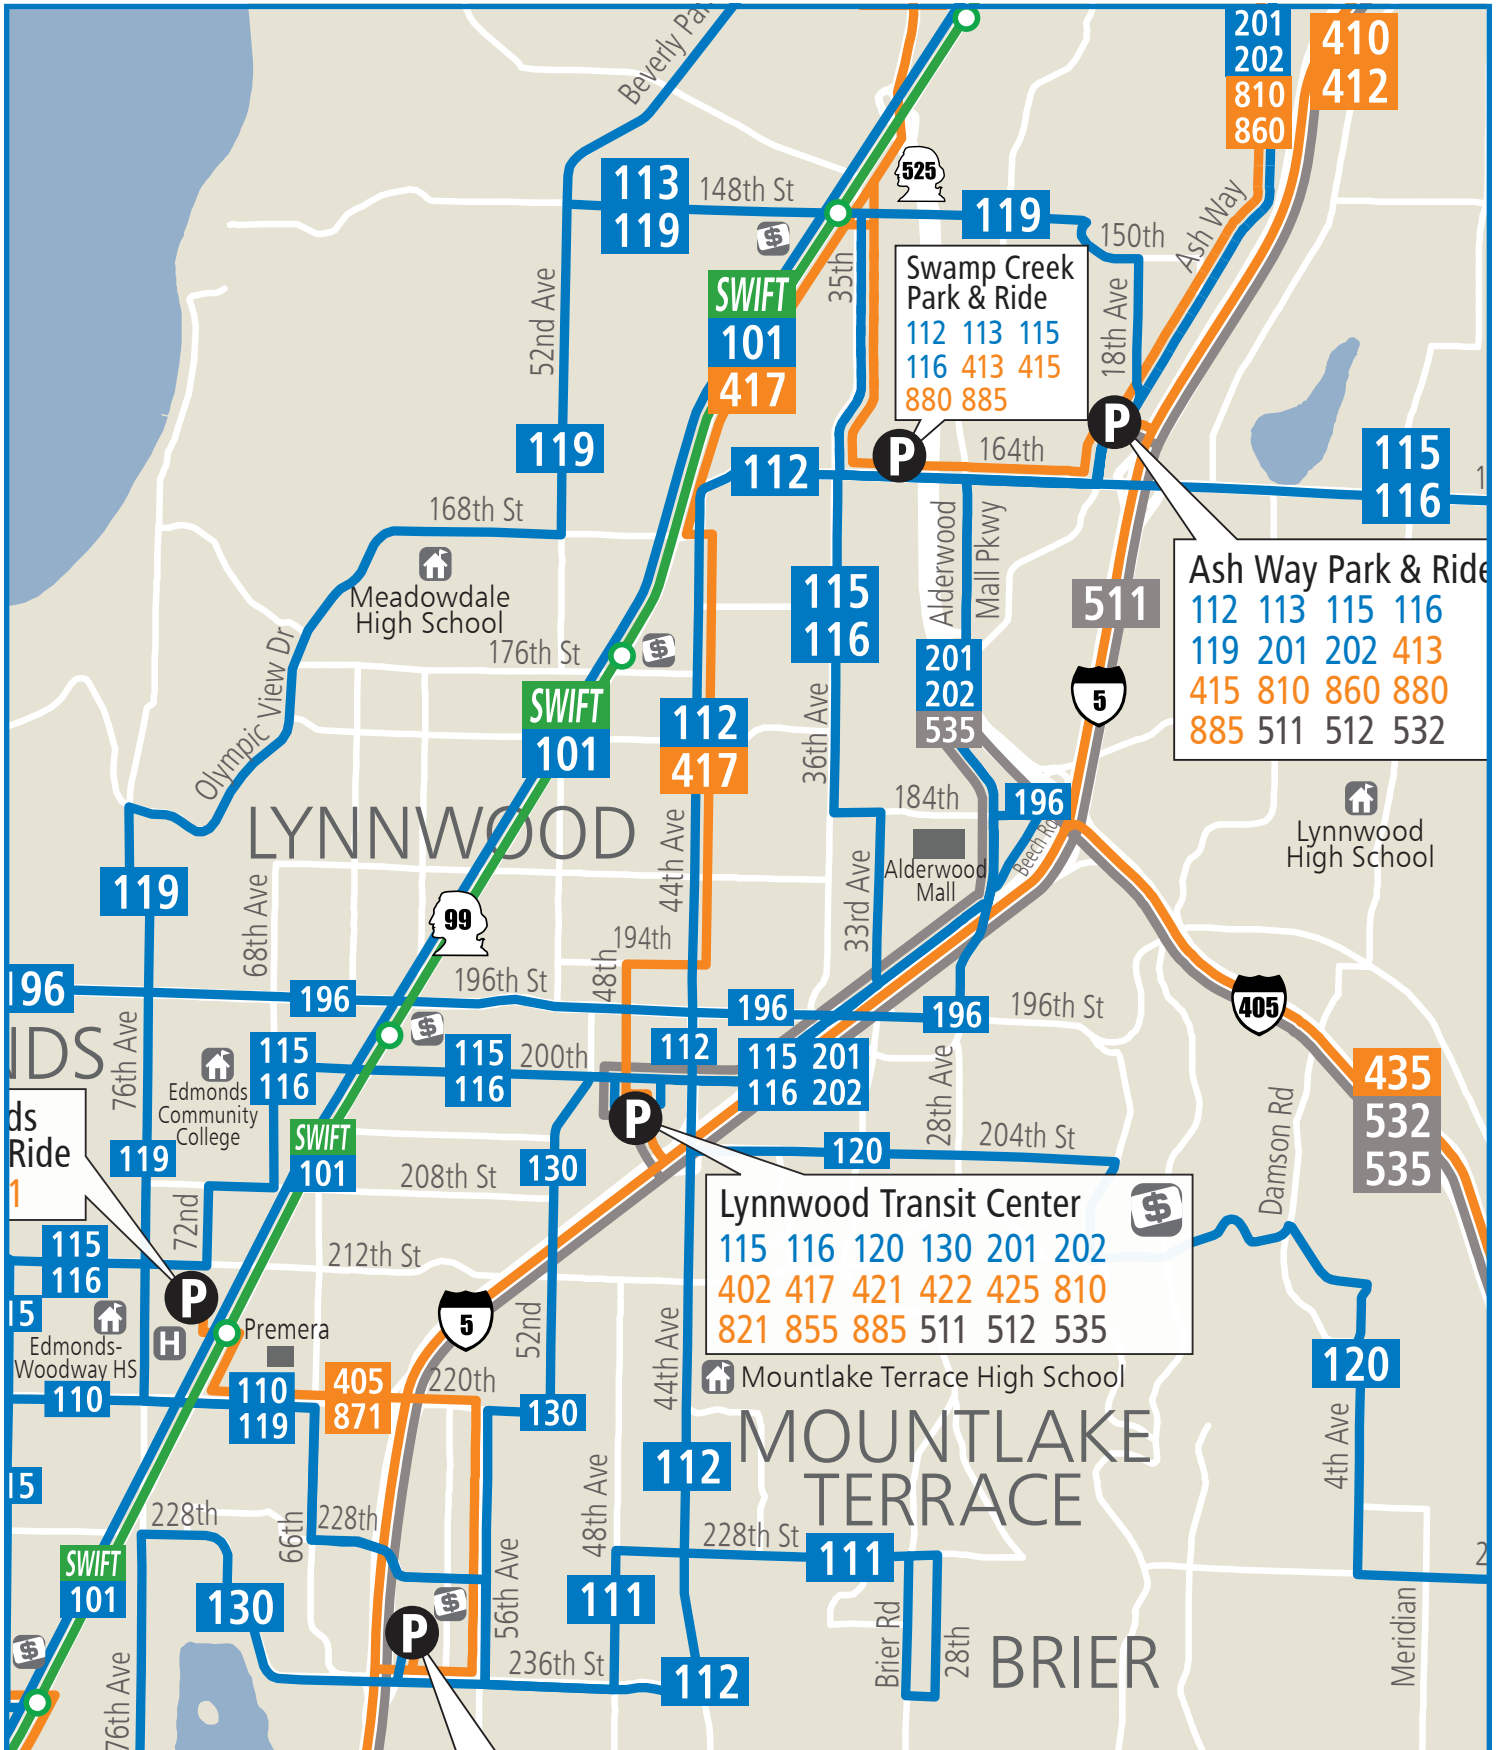 Beverly Pa
201
202
810
860
410
412
525
113
119
148th St
119
150th
Ash Way
Swamp Creek
Park & Ride
112 113 115
116 413 415
880 885
35th
18th Ave
52nd Ave
SWIFT
101
417
119
P
P
164th
112
115
116
1
168th St
Meadowdale
High School
Alderwood
Mall Pkwy
511
Ash Way Park & Ride
112 113 115 116
119 201 202 413
415 810 860 880
885 511 512 532
115
116
176th St
Olympic View Dr
201
202
535
5
SWIFT
101
112
417
36th Ave
184th
196
Beech Rd
Lynnwood
High School
LYNNWOOD
44th Ave
Alderwood
Mall
33rd Ave
119
68th Ave
99
194th
48th
196
196
196th St
196
196
196th St
405
NDS
76th Ave
115
116
115
116
200th
112
115 201
116 202
28th Ave
435
532
535
Edmonds
Community
College
SWIFT
101
119
P
130
120
204th St
Damson Rd
ds
Ride
1
72nd
208th St
Lynnwood Transit Center
115 116 120 130 201 202
402 417 421 422 425 810
821 855 885 511 512 535
115
116
212th St
P
15
H
Premera
Edmonds-
Woodway HS
5
52nd
44th Ave
Mountlake Terrace High School
120
110
110
119
405
871
220th
130
MOUNTLAKE
TERRACE
4th Ave
15
112
228th
66th
228th
48th Ave
228th St
111
2
SWIFT
101
130
56th Ave
111
P
Brier Rd
28th
BRIER
Meridian
76th Ave
236th St
112